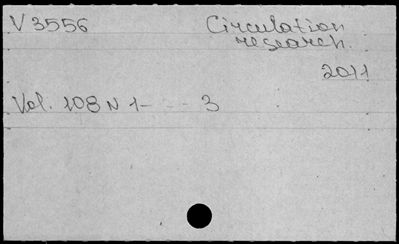 V 3556 Circulation
research.
2011
Vol. 108 N 1- - - 3